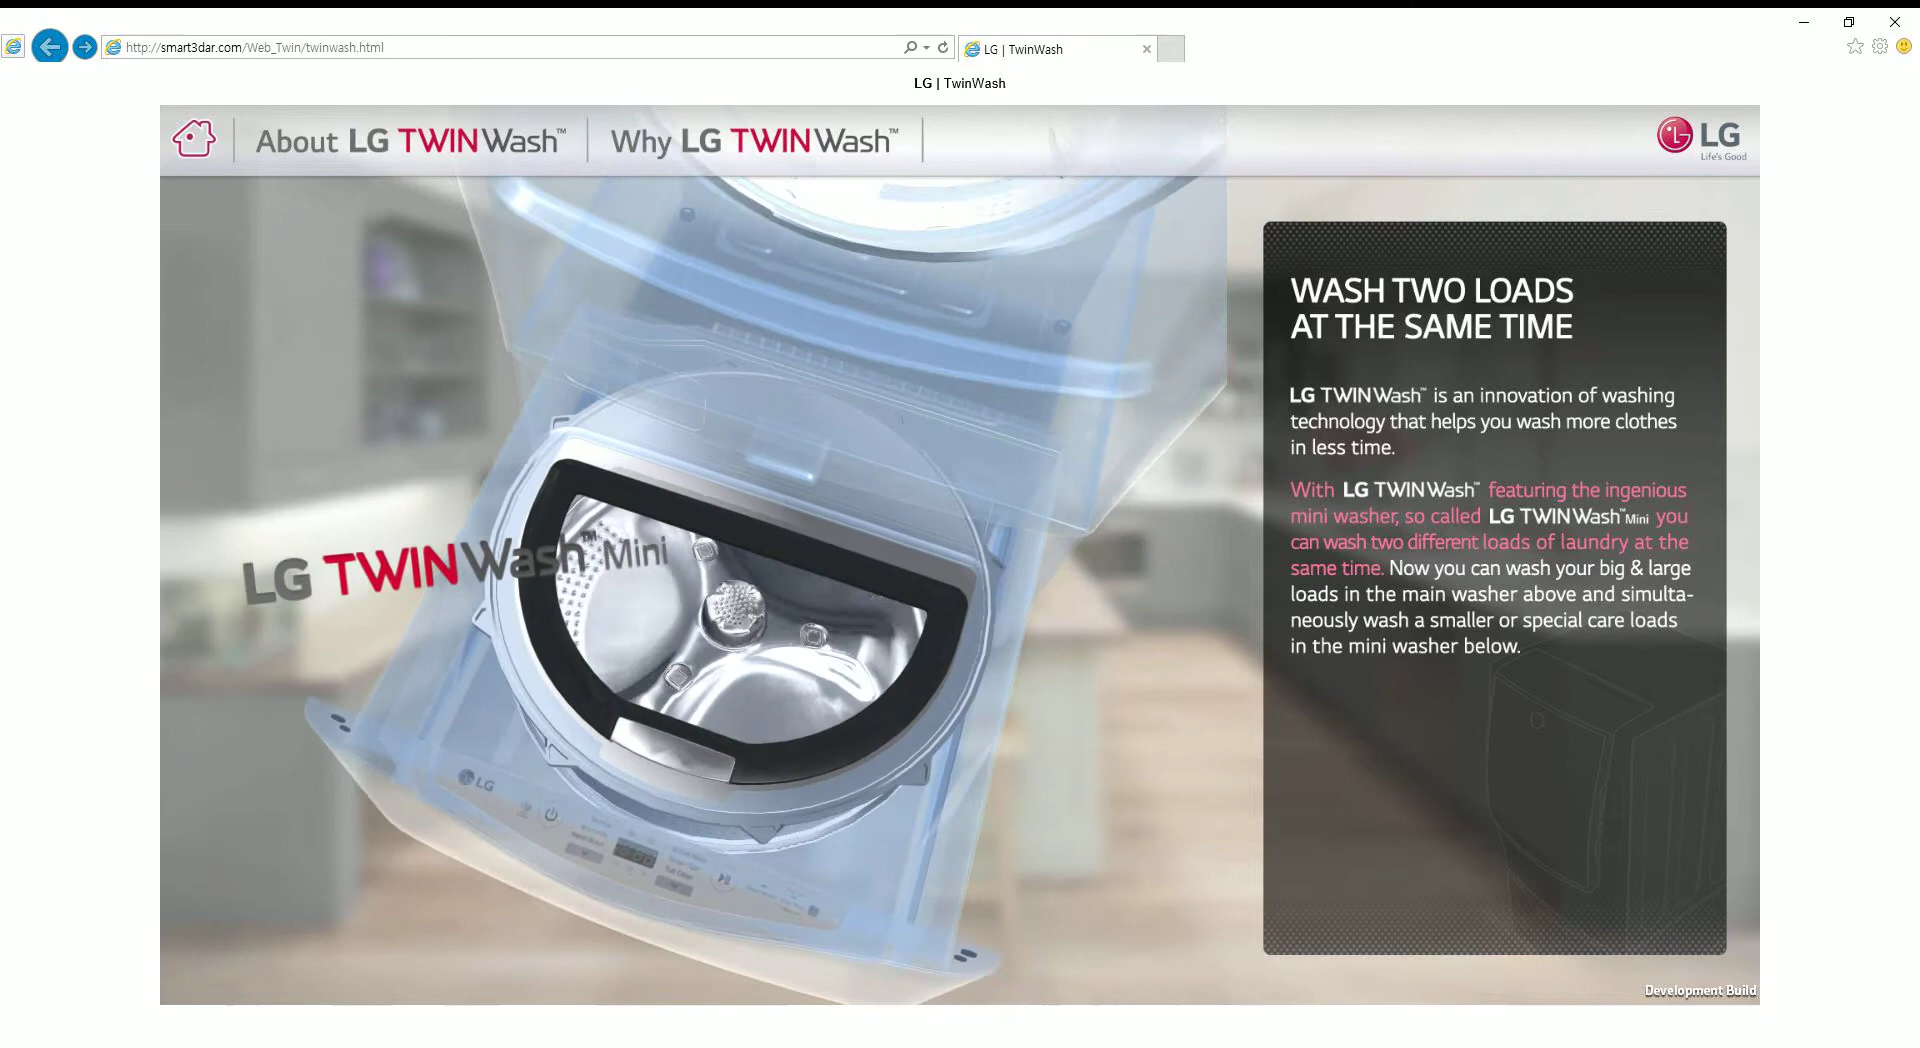 http://smart3dar.com/Web_Twin/twinwash.html
LG | TwinWash
LG | TwinWash
About LG TWINWash™
Why LG TWINWash™
LG
Life's Good
WASH TWO LOADS
AT THE SAME TIME
LG TWINWash™ is an innovation of washing
technology that helps you wash more clothes
in less time.
With LG TWINWash™ featuring the ingenious
mini washer, so called LG TWINWash™Mini you
can wash two different loads of laundry at the
same time. Now you can wash your big & large
loads in the main washer above and simulta-
neously wash a smaller or special care loads
in the mini washer below.
LG TWINWash™ Mini
LG
Development Build